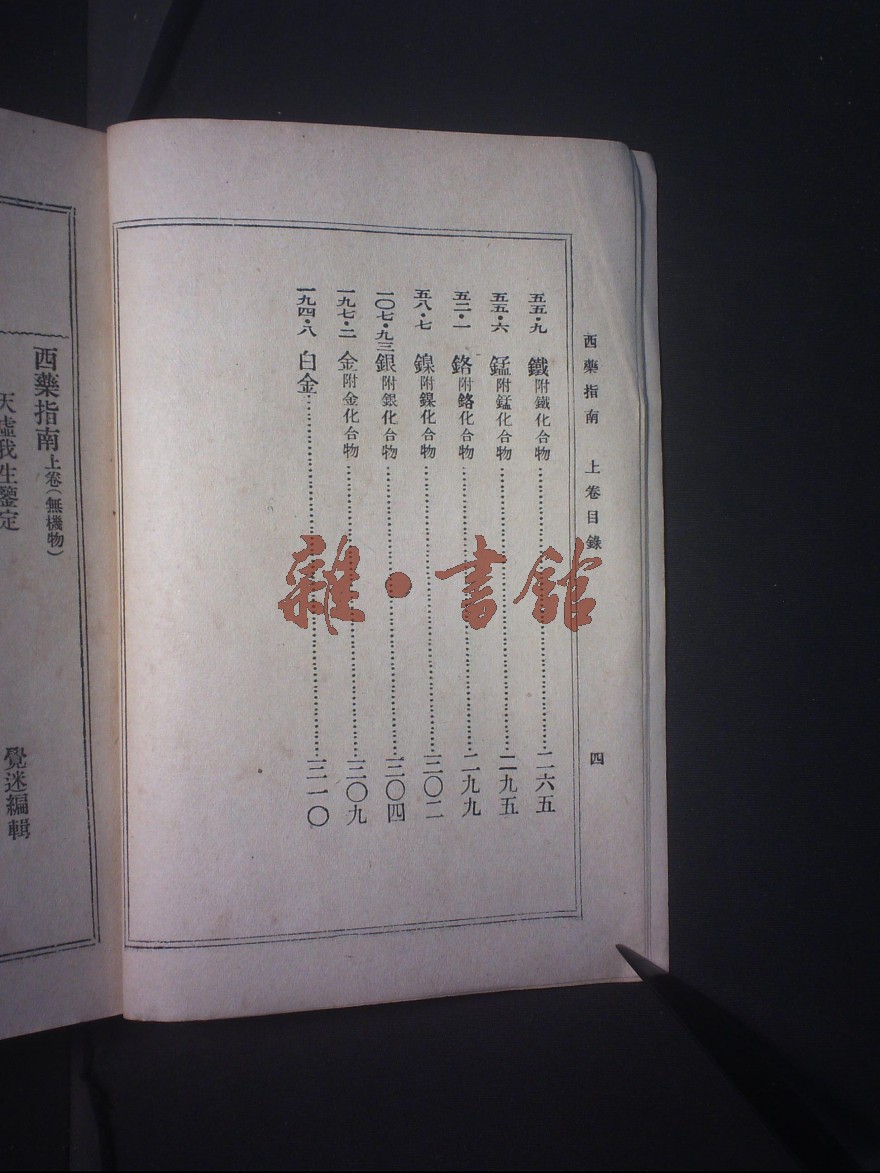 西藥指南　上卷目錄　四
五五·九　鐵附鐵化合物……二六五
五五·六　錳附錳化合物……二九五
五二·一　鉻附鉻化合物……二九九
五八·七　鎳附鎳化合物……三〇二
一〇七·九三銀附銀化合物……三〇四
一九七·二　金附金化合物……三〇九
一九四·八　白金……三一〇
西藥指南上卷(無機物)
天虛我生鑒定
覺迷編輯
雜·書館